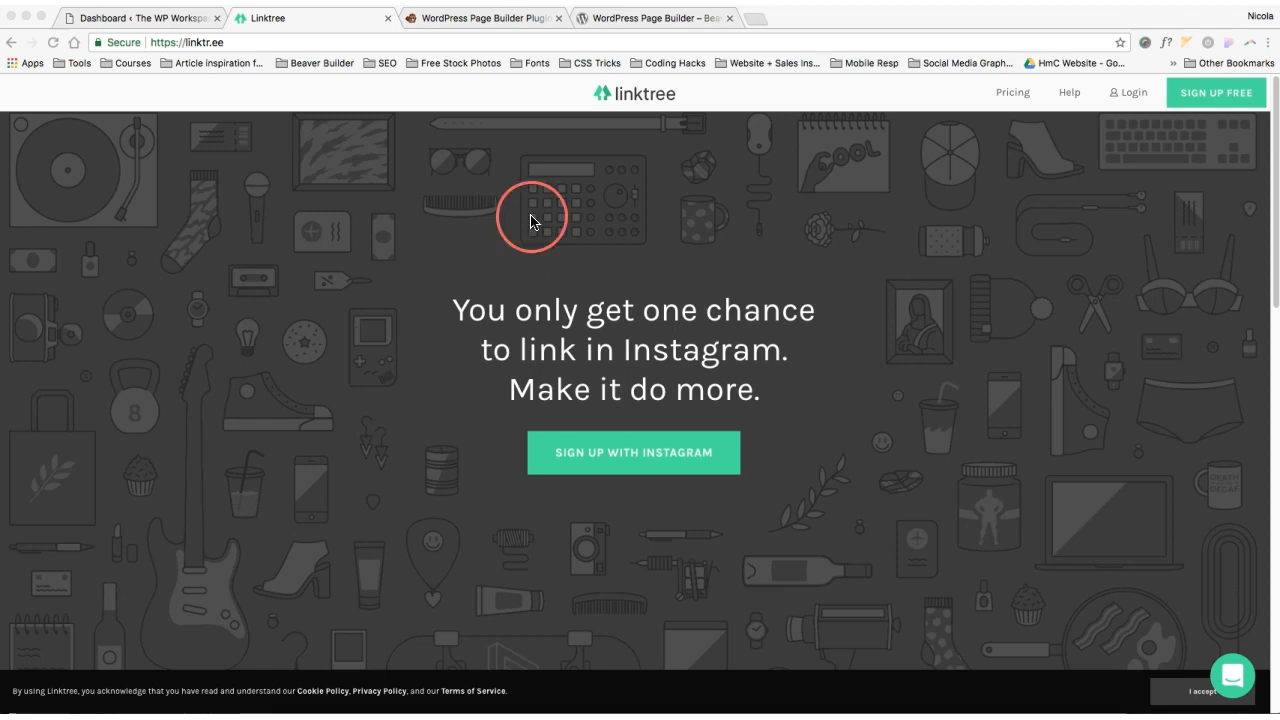 Dashboard ‹ The WP Workspa
Linktree
WordPress Page Builder Plugin
WordPress Page Builder – Bea
Nicola
Secure
https://linktr.ee
Apps
Tools
Courses
Article inspiration f...
Beaver Builder
SEO
Free Stock Photos
Fonts
CSS Tricks
Coding Hacks
Website + Sales Ins...
Mobile Resp
Social Media Graph...
HmC Website - Go...
»
Other Bookmarks
linktree
Pricing
Help
Login
SIGN UP FREE
COOL
You only get one chance
to link in Instagram.
Make it do more.
SIGN UP WITH INSTAGRAM
8
DEATH
DECAF
By using Linktree, you acknowledge that you have read and understand our Cookie Policy, Privacy Policy, and our Terms of Service.
I accept